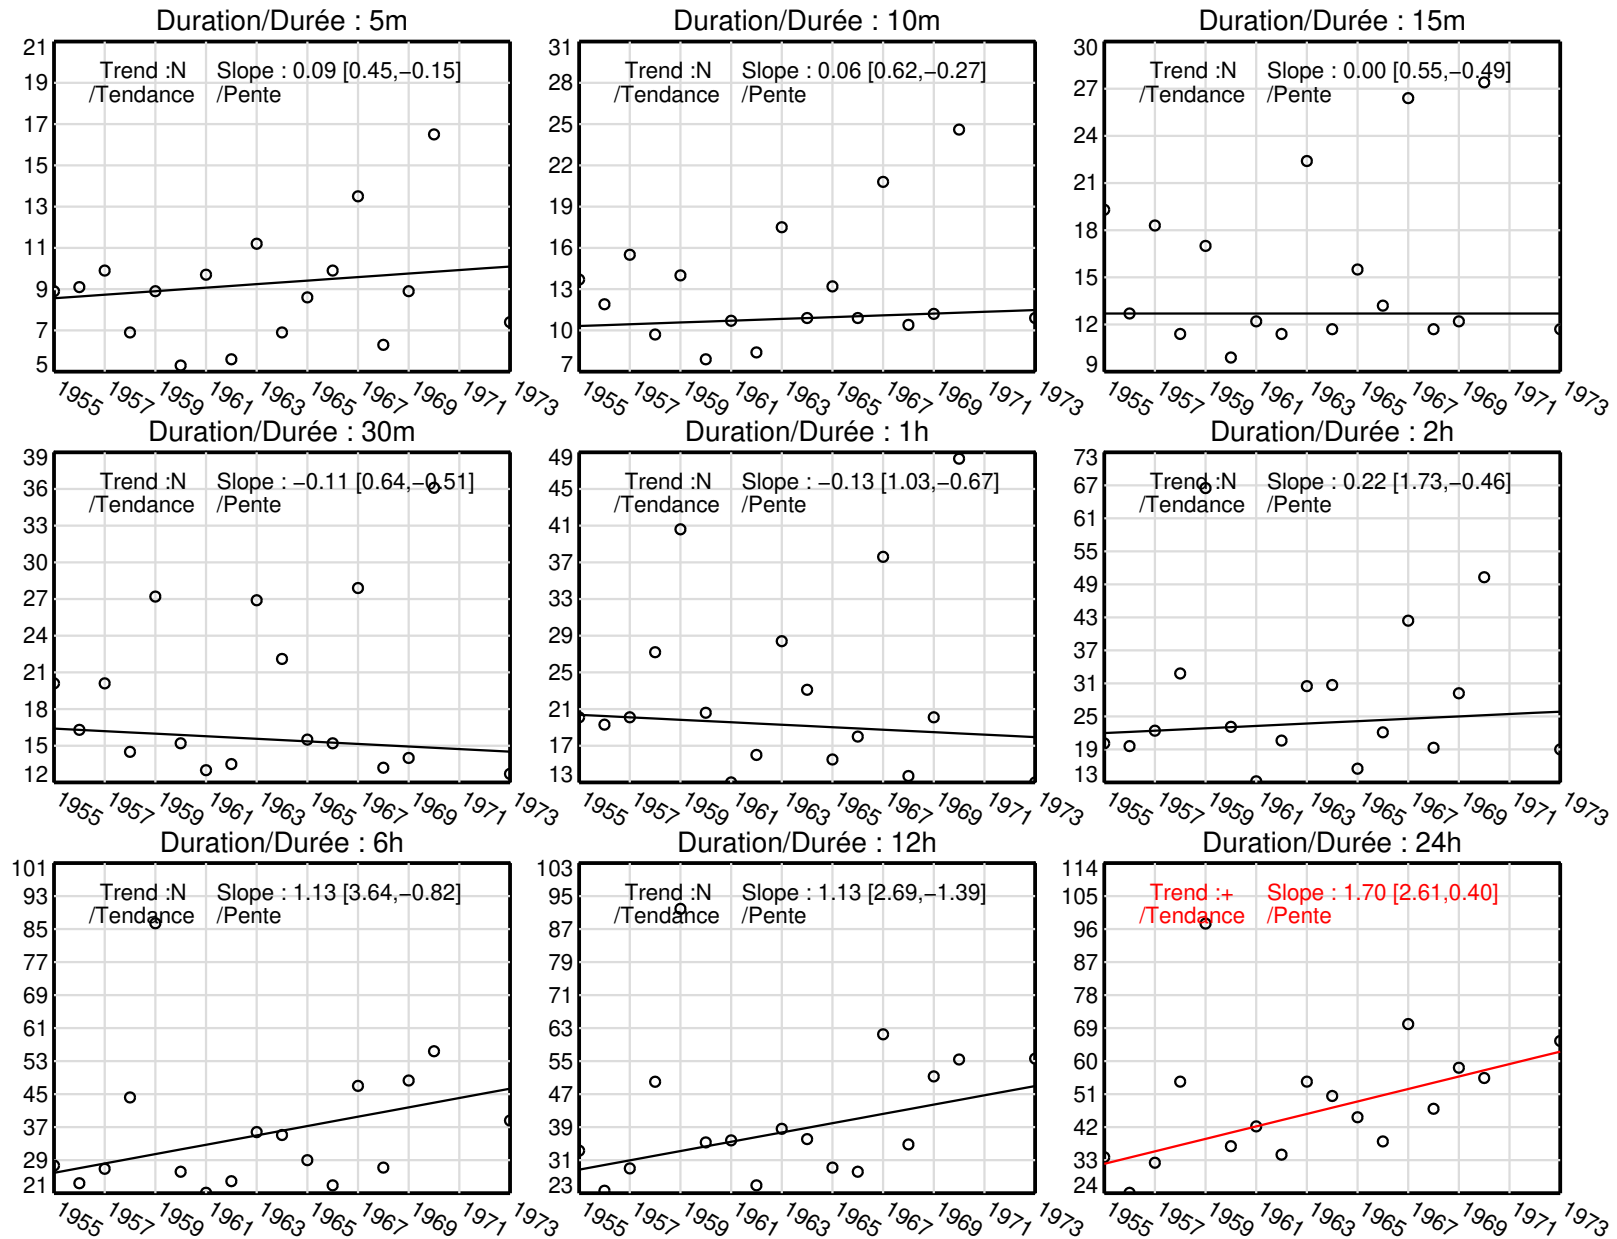 Duration/Durée : 5m
Trend :N Slope : 0.09 [0.45,−0.15]
/Tendance /Pente
21
19
17
15
13
11
9
7
5
1955 1957 1959 1961 1963 1965 1967 1969 1971 1973
Duration/Durée : 10m
Trend :N Slope : 0.06 [0.62,−0.27]
/Tendance /Pente
31
28
25
22
19
16
13
10
7
1955 1957 1959 1961 1963 1965 1967 1969 1971 1973
Duration/Durée : 15m
Trend :N Slope : 0.00 [0.55,−0.49]
/Tendance /Pente
30
27
24
21
18
15
12
9
1955 1957 1959 1961 1963 1965 1967 1969 1971 1973
Duration/Durée : 30m
Trend :N Slope : −0.11 [0.64,−0.51]
/Tendance /Pente
39
36
33
30
27
24
21
18
15
12
1955 1957 1959 1961 1963 1965 1967 1969 1971 1973
Duration/Durée : 1h
Trend :N Slope : −0.13 [1.03,−0.67]
/Tendance /Pente
49
45
41
37
33
29
25
21
17
13
1955 1957 1959 1961 1963 1965 1967 1969 1971 1973
Duration/Durée : 2h
Trend :N Slope : 0.22 [1.73,−0.46]
/Tendance /Pente
73
67
61
55
49
43
37
31
25
19
13
1955 1957 1959 1961 1963 1965 1967 1969 1971 1973
Duration/Durée : 6h
Trend :N Slope : 1.13 [3.64,−0.82]
/Tendance /Pente
101
93
85
77
69
61
53
45
37
29
21
1955 1957 1959 1961 1963 1965 1967 1969 1971 1973
Duration/Durée : 12h
Trend :N Slope : 1.13 [2.69,−1.39]
/Tendance /Pente
103
95
87
79
71
63
55
47
39
31
23
1955 1957 1959 1961 1963 1965 1967 1969 1971 1973
Duration/Durée : 24h
Trend :+ Slope : 1.70 [2.61,0.40]
/Tendance /Pente
114
105
96
87
78
69
60
51
42
33
24
1955 1957 1959 1961 1963 1965 1967 1969 1971 1973